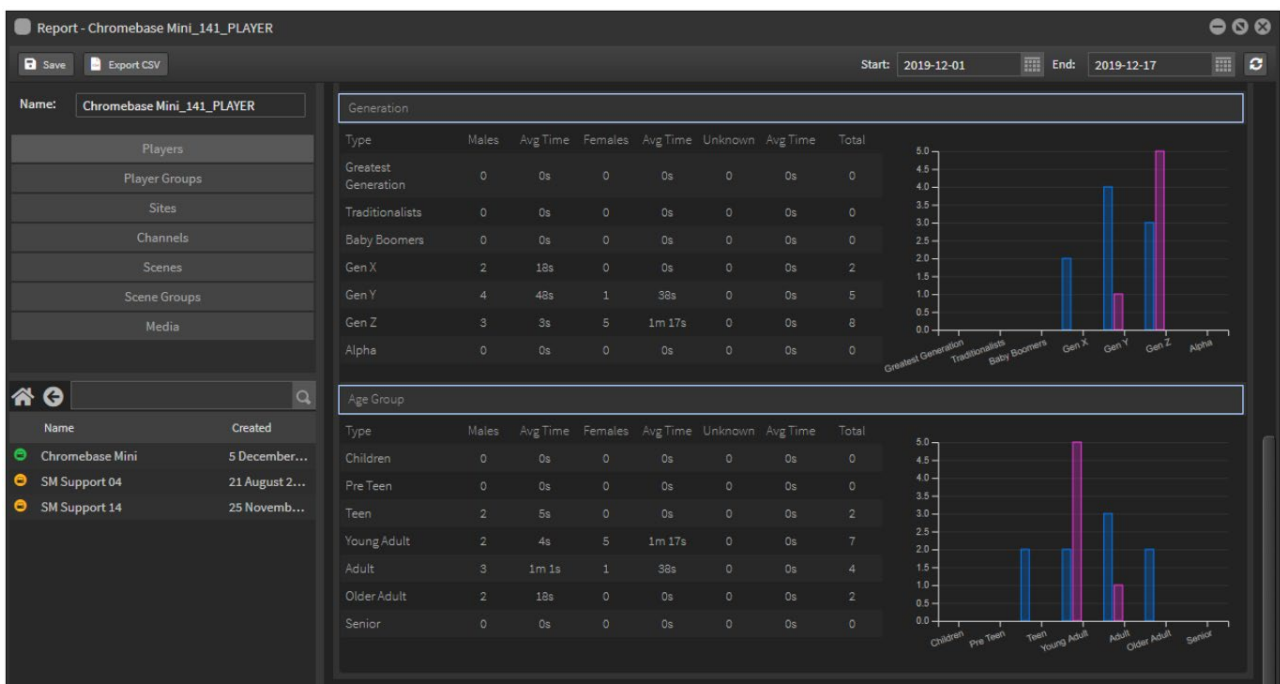 Report - Chromebase Mini_141_PLAYER
Save Export CSV Start: 2019-12-01 End: 2019-12-17
Name: Chromebase Mini_141_PLAYER
Players
Player Groups
Sites
Channels
Scenes
Scene Groups
Media
Name Created
Chromebase Mini 5 December...
SM Support 04 21 August 2...
SM Support 14 25 Novemb...
Generation
Type Males Avg Time Females Avg Time Unknown Avg Time Total
Greatest
Generation 0 0s 0 0s 0 0s 0
Traditionalists 0 0s 0 0s 0 0s 0
Baby Boomers 0 0s 0 0s 0 0s 0
Gen X 2 18s 0 0s 0 0s 2
Gen Y 4 48s 1 38s 0 0s 5
Gen Z 3 3s 5 1m 17s 0 0s 8
Alpha 0 0s 0 0s 0 0s 0
5.0
4.5
4.0
3.5
3.0
2.5
2.0
1.5
1.0
0.5
0.0
Greatest Generation Traditionalists Baby Boomers Gen X Gen Y Gen Z Alpha
Age Group
Type Males Avg Time Females Avg Time Unknown Avg Time Total
Children 0 0s 0 0s 0 0s 0
Pre Teen 0 0s 0 0s 0 0s 0
Teen 2 5s 0 0s 0 0s 2
Young Adult 2 4s 5 1m 17s 0 0s 7
Adult 3 1m 1s 1 38s 0 0s 4
Older Adult 2 18s 0 0s 0 0s 2
Senior 0 0s 0 0s 0 0s 0
5.0
4.5
4.0
3.5
3.0
2.5
2.0
1.5
1.0
0.5
0.0
Children Pre Teen Teen Young Adult Adult Older Adult Senior